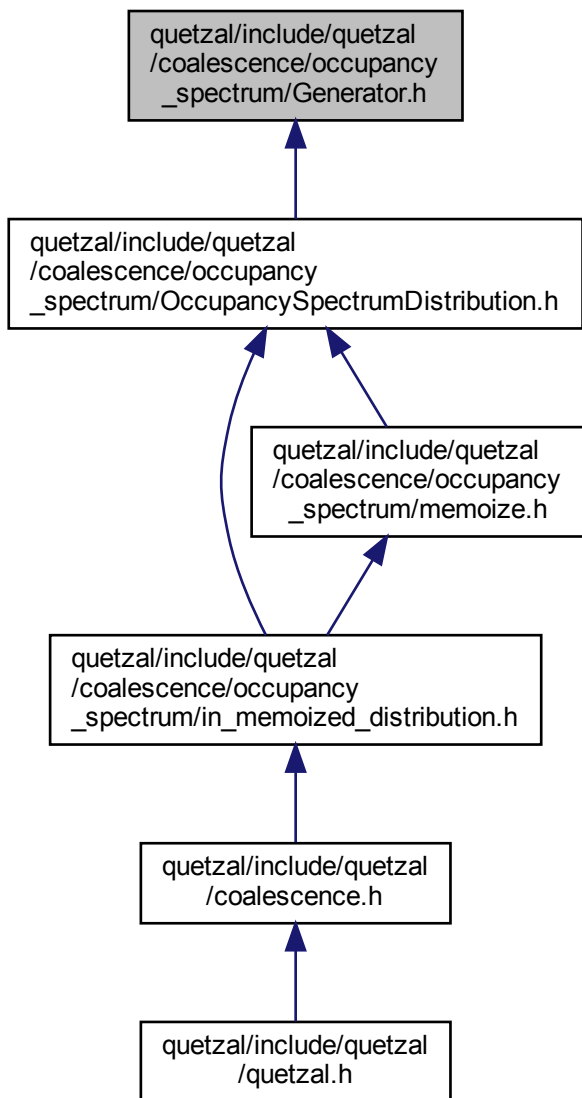 quetzal/include/quetzal
/coalescence/occupancy
_spectrum/Generator.h
quetzal/include/quetzal
/coalescence/occupancy
_spectrum/OccupancySpectrumDistribution.h
quetzal/include/quetzal
/coalescence/occupancy
_spectrum/memoize.h
quetzal/include/quetzal
/coalescence/occupancy
_spectrum/in_memoized_distribution.h
quetzal/include/quetzal
/coalescence.h
quetzal/include/quetzal
/quetzal.h